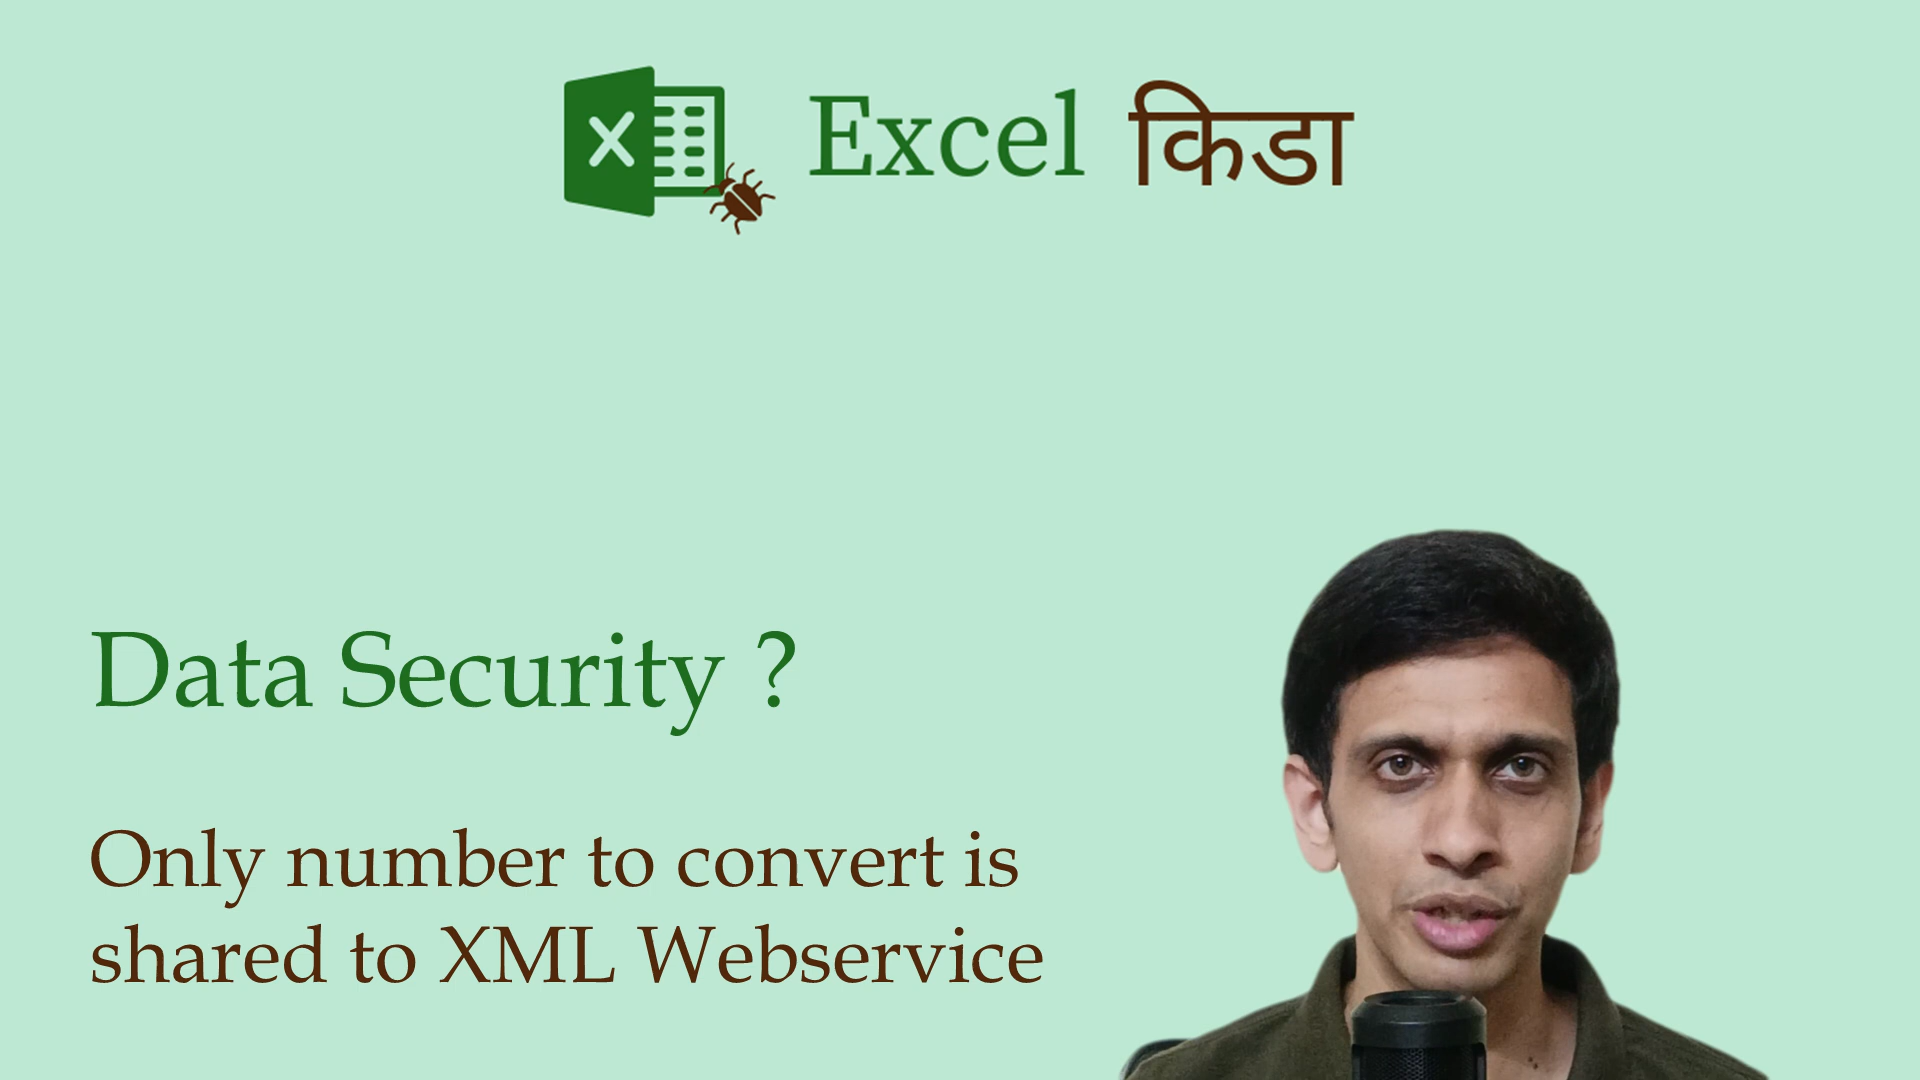 Excel किडा
Data Security ?
Only number to convert is
shared to XML Webservice